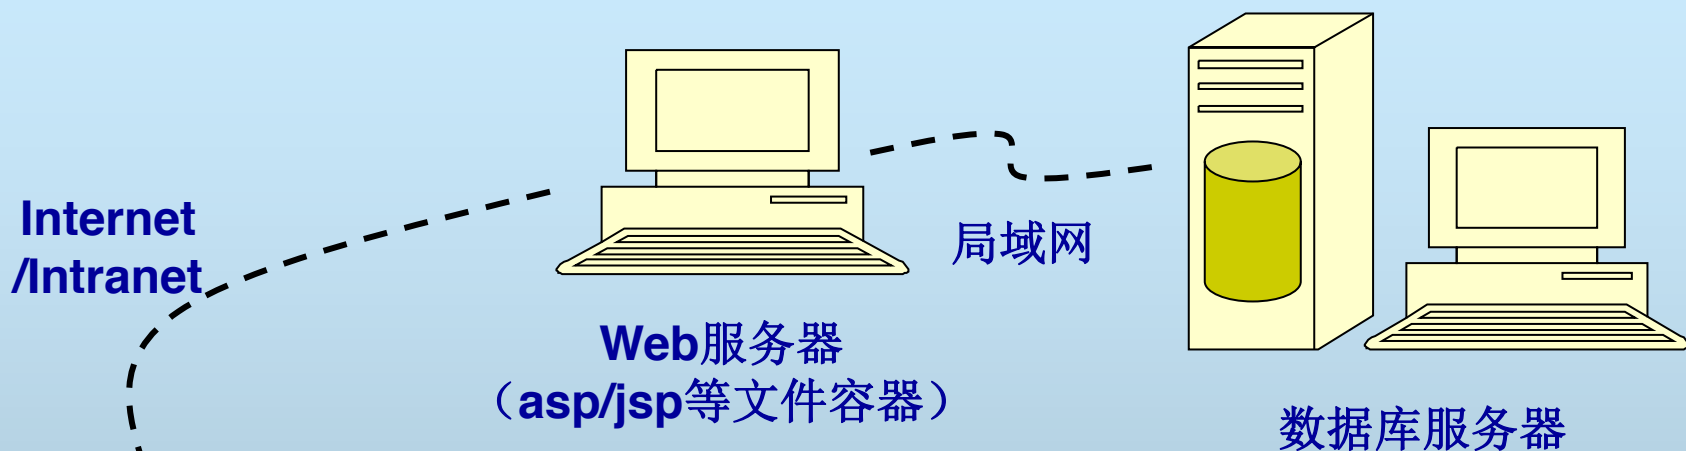 Internet
/Intranet
局域网
Web服务器
（asp/jsp等文件容器）
数据库服务器